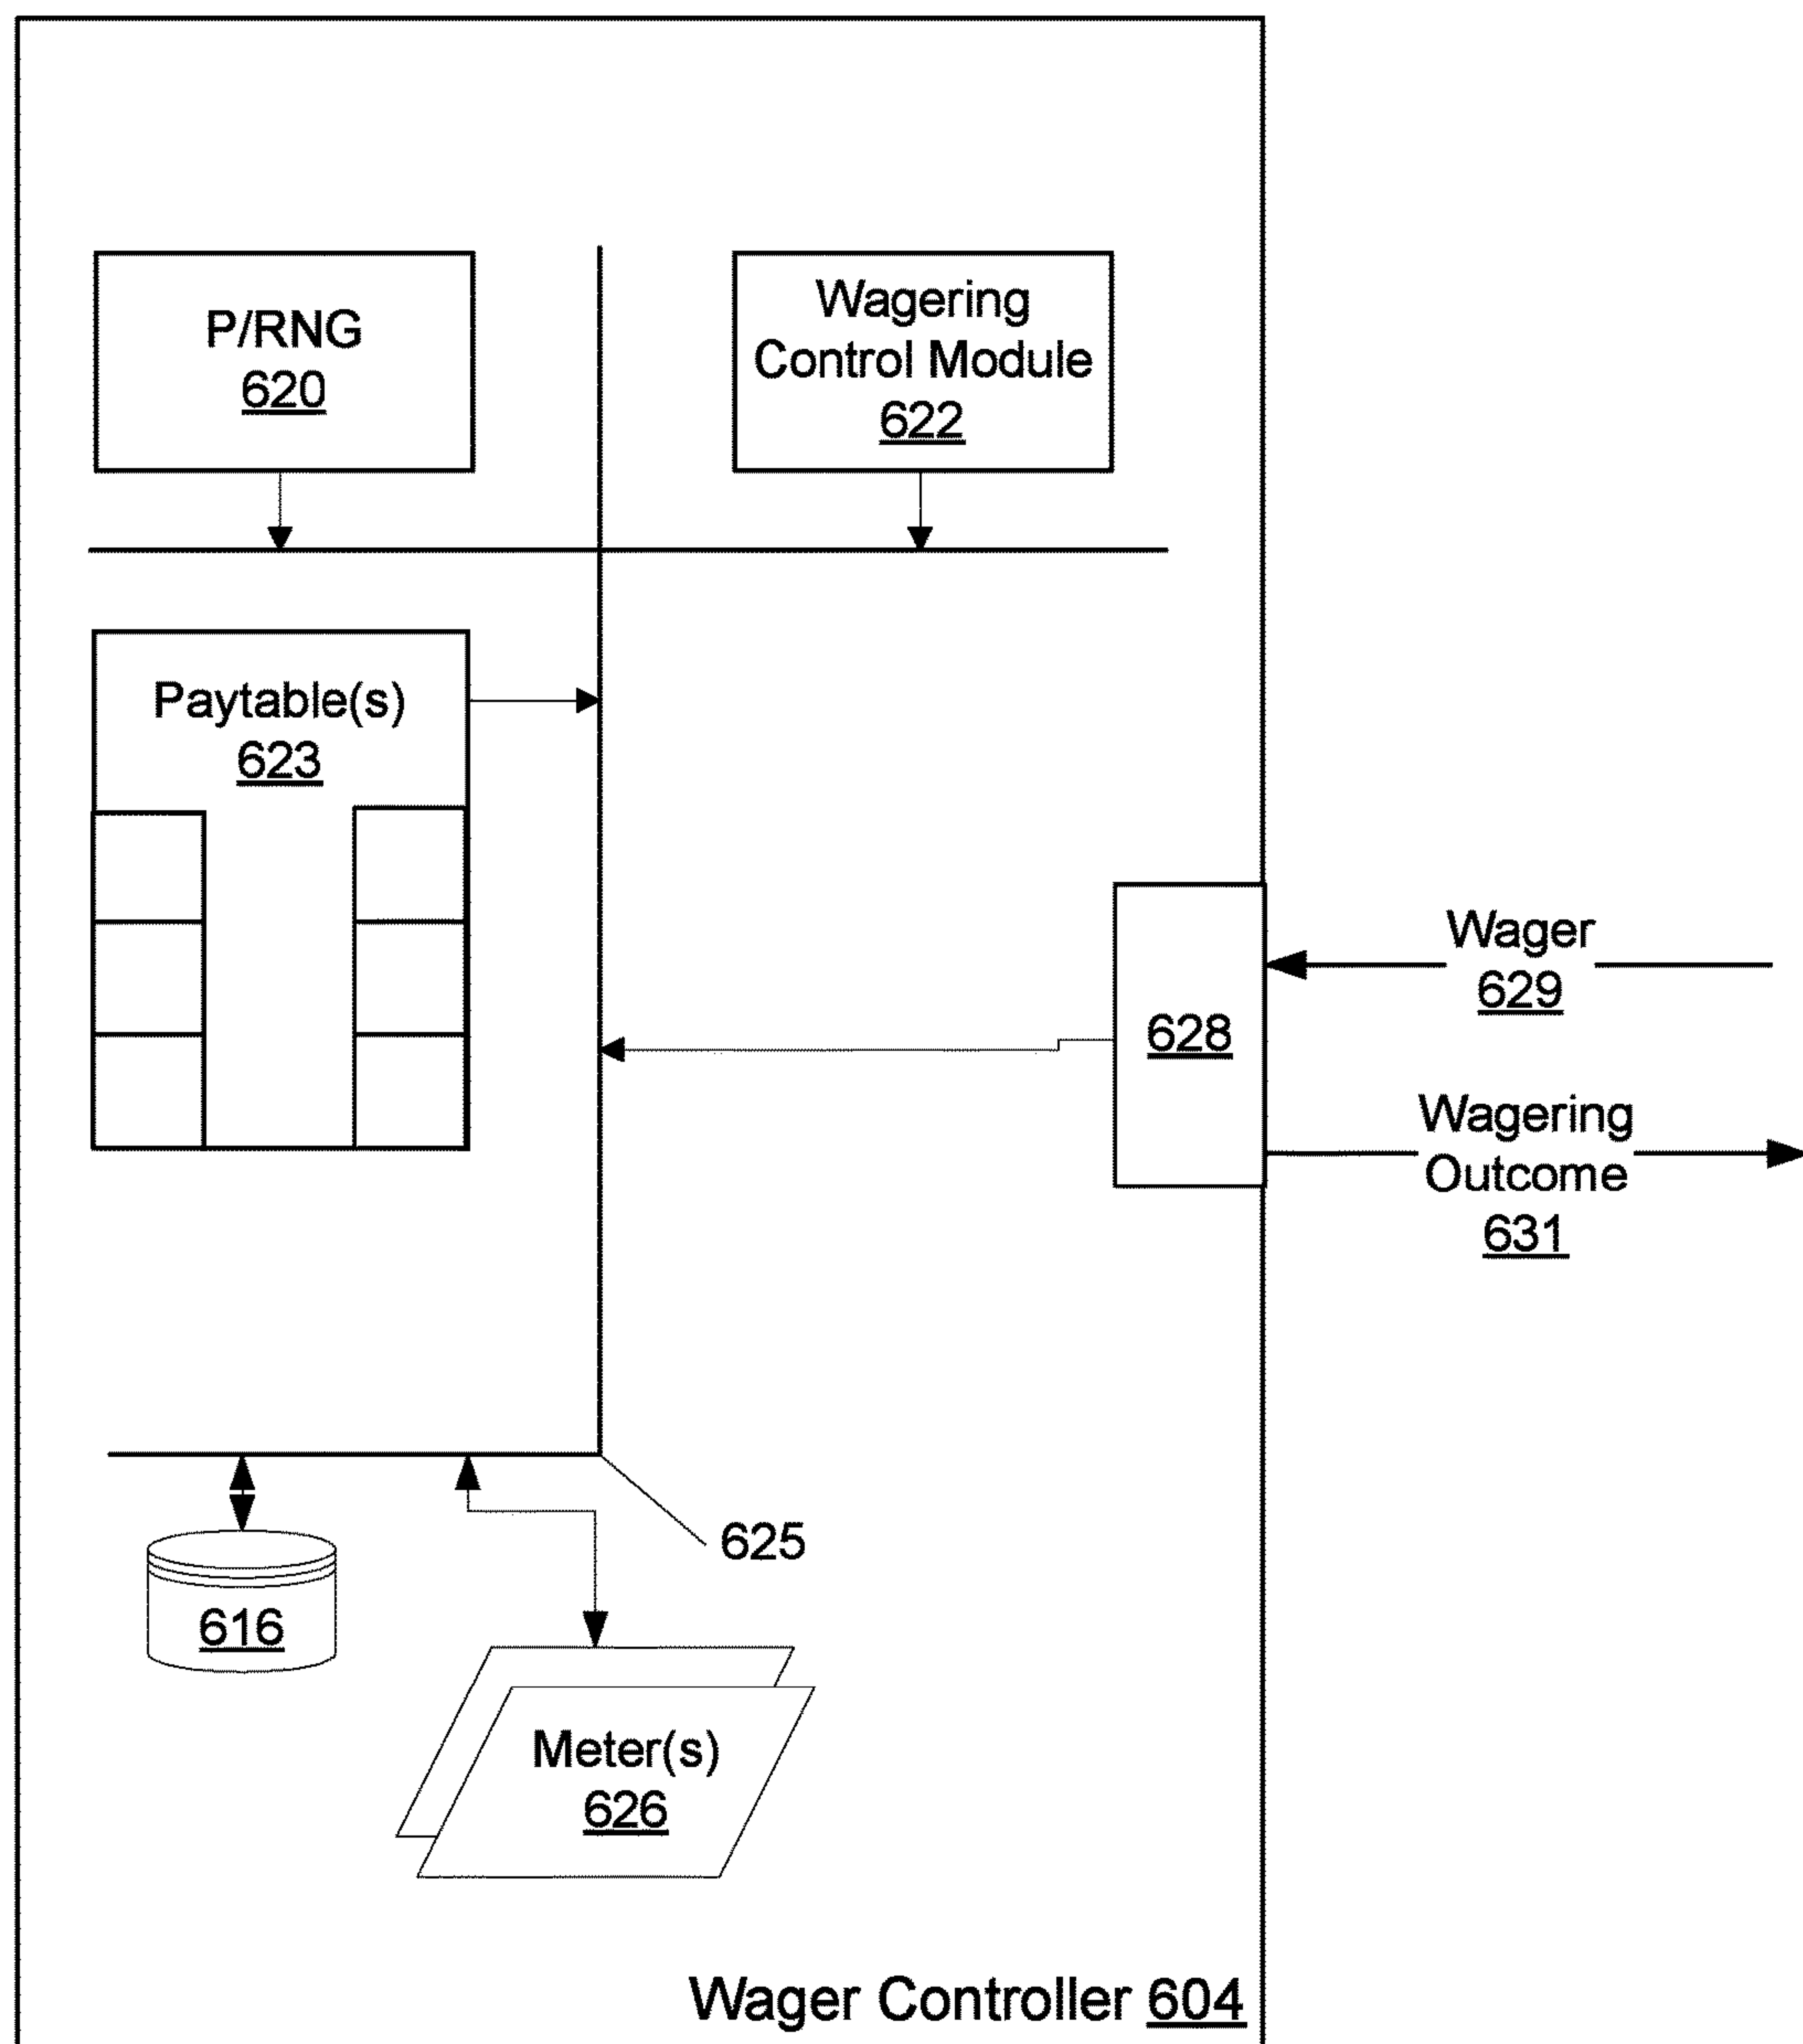 P/RNG
620
Wagering
Control Module
622
Paytable(s)
623
Wager
629
628
Wagering
Outcome
631
625
616
Meter(s)
626
Wager Controller 604